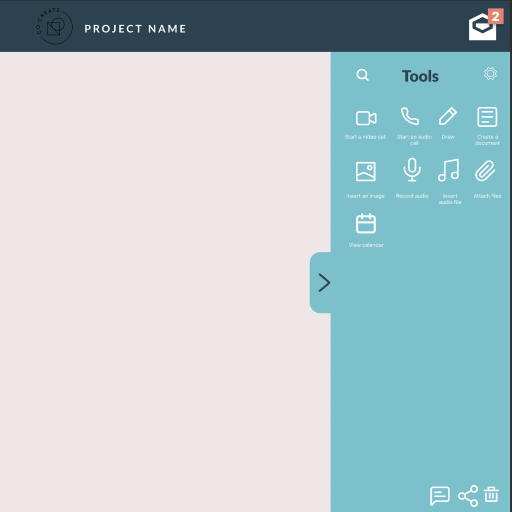 CO-CREATE
PROJECT NAME
2
Tools
Start a video call
Start an audio
call
Draw
Create a
document
Insert an image
Record audio
Insert
audio file
Attach files
View calendar